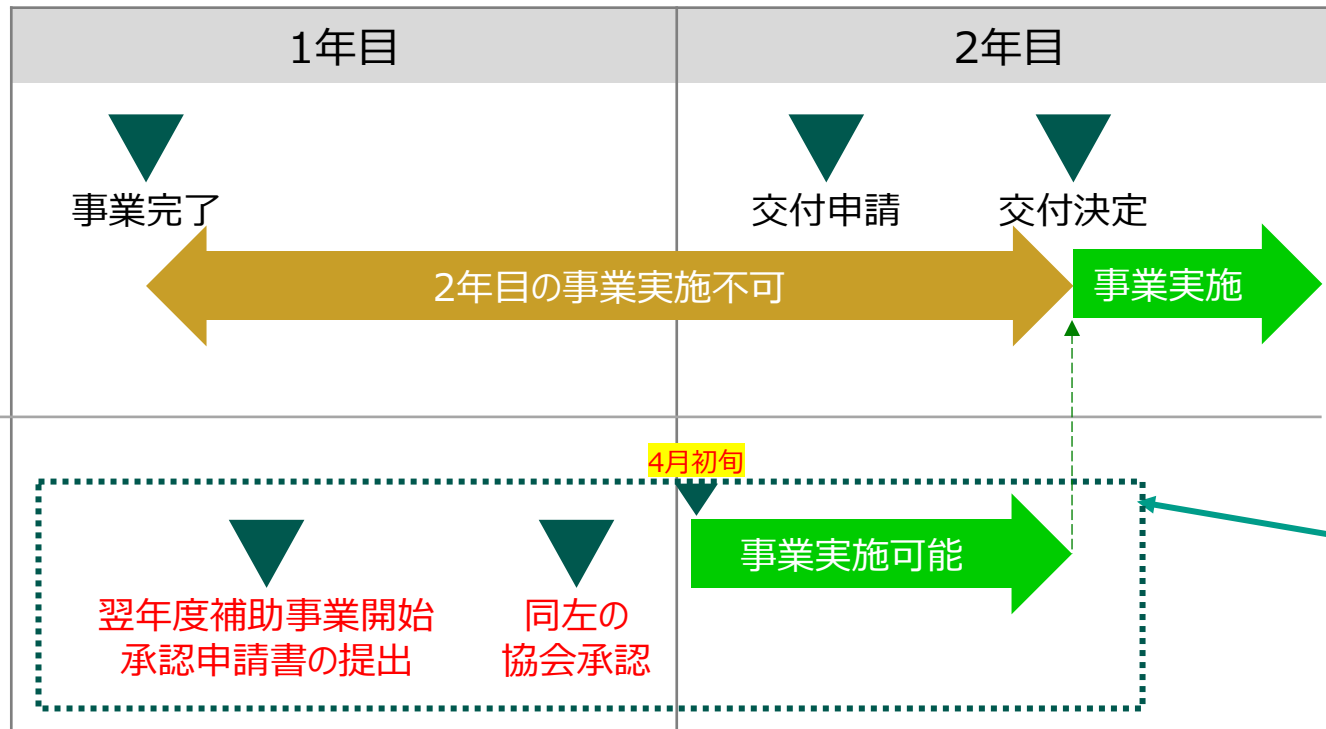 1年目
2年目
事業完了
交付申請
交付決定
2年目の事業実施不可
事業実施
4月初旬
事業実施可能
翌年度補助事業開始
承認申請書の提出
同左の
協会承認